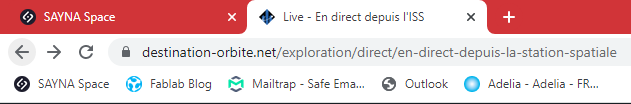 SAYNA Space Live - En direct depuis l'ISS
destination-orbite.net/exploration/direct/en-direct-depuis-la-station-spatiale
SAYNA Space Fablab Blog Mailtrap - Safe Ema... Outlook Adelia - Adelia - FR...